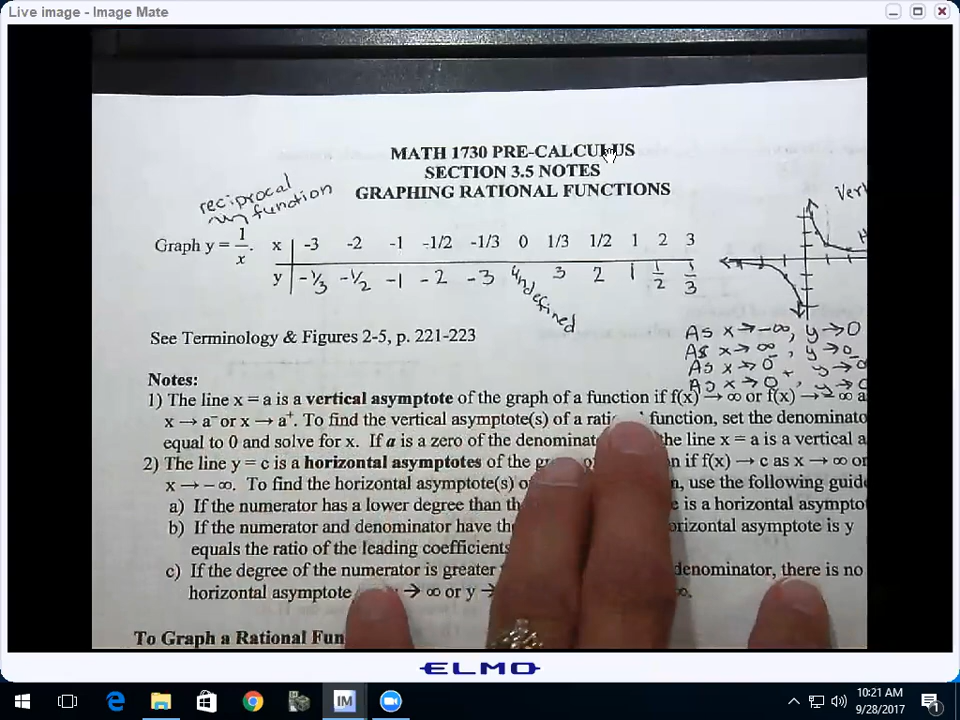 Live image - Image Mate
MATH 1730 PRE-CALCULUS
SECTION 3.5 NOTES
GRAPHING RATIONAL FUNCTIONS
reciprocal
function
Graph y = 1/x.
x -3 -2 -1 -1/2 -1/3 0 1/3 1/2 1 2 3
y -1/3 -1/2 -1 -2 -3 undefined 3 2 1 1/2 1/3
See Terminology & Figures 2-5, p. 221-223
As x → -∞, y → 0
As x → ∞, y → 0
As x → 0⁻
As x → 0⁺
Notes:
1) The line x = a is a vertical asymptote of the graph of a function if f(x) → ∞ or f(x) → -∞
x → a⁻ or x → a⁺. To find the vertical asymptote(s) of a function, set the
equal to 0 and solve for x. If a is a zero of the the line x = a is a vertical
2) The line y = c is a horizontal asymptotes of the if f(x) → c as x → ∞ or
x → -∞. To find the horizontal asymptote(s) use the following
a) If the numerator has a lower degree than is a horizontal
b) If the numerator and denominator have asymptote is y
equals the ratio of the leading coefficients
c) If the degree of the numerator is greater denominator, there is no
horizontal asymptote → ∞ or y → ∞.
To Graph a Rational
ELMO
IM
10:21 AM
9/28/2017
1